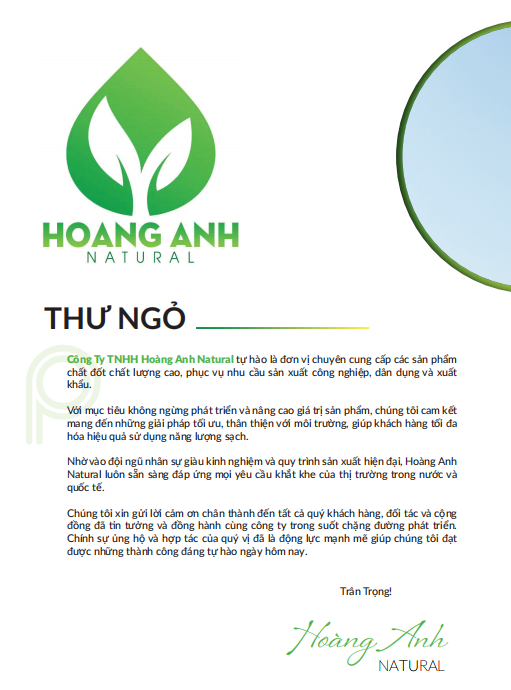 HOANG ANH
NATURAL
THƯ NGỎ
Công Ty TNHH Hoàng Anh Natural tự hào là đơn vị chuyên cung cấp các sản phẩm
chất đốt chất lượng cao, phục vụ nhu cầu sản xuất công nghiệp, dân dụng và xuất
khẩu.
Với mục tiêu không ngừng phát triển và nâng cao giá trị sản phẩm, chúng tôi cam kết
mang đến những giải pháp tối ưu, thân thiện với môi trường, giúp khách hàng tối đa
hóa hiệu quả sử dụng năng lượng sạch.
Nhờ vào đội ngũ nhân sự giàu kinh nghiệm và quy trình sản xuất hiện đại, Hoàng Anh
Natural luôn sẵn sàng đáp ứng mọi yêu cầu khắt khe của thị trường trong nước và
quốc tế.
Chúng tôi xin gửi lời cảm ơn chân thành đến tất cả quý khách hàng, đối tác và cộng
đồng đã tin tưởng và đồng hành cùng công ty trong suốt chặng đường phát triển.
Chính sự ủng hộ và hợp tác của quý vị đã là động lực mạnh mẽ giúp chúng tôi đạt
được những thành công đáng tự hào ngày hôm nay.
Trân Trọng!
Hoàng Anh
NATURAL